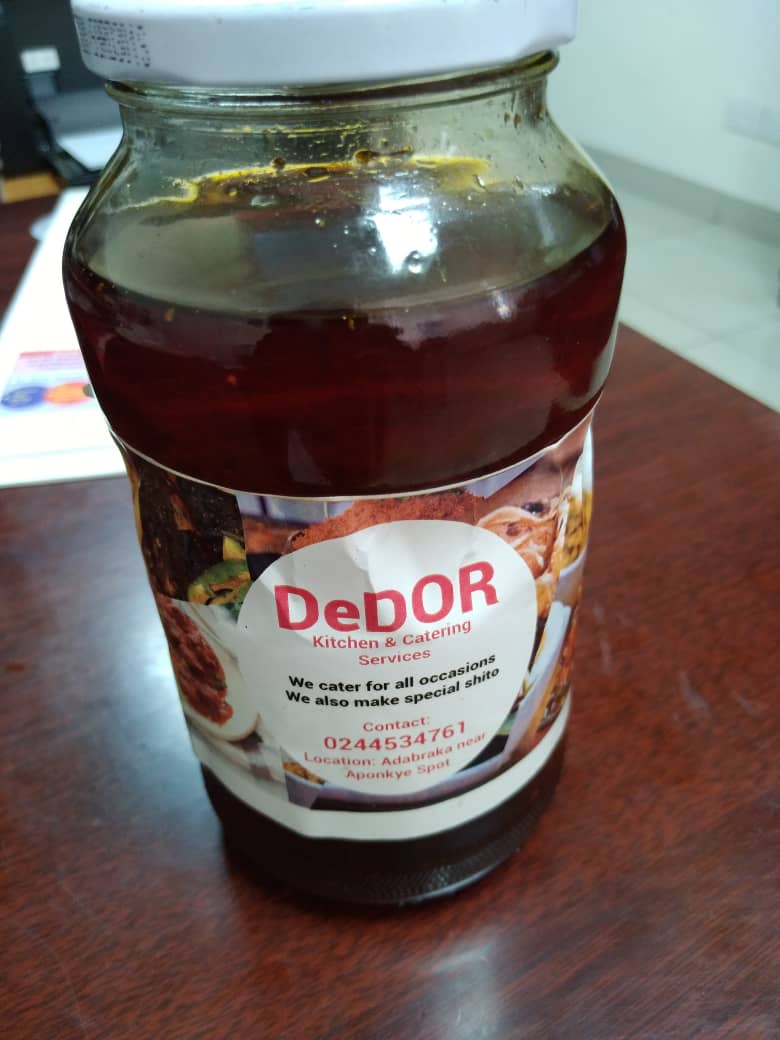 DeDOR
Kitchen & Catering
Services
We cater for all occasions
We also make special shito
Contact:
0244534761
Location: Adabraka near
Aponkye Spot